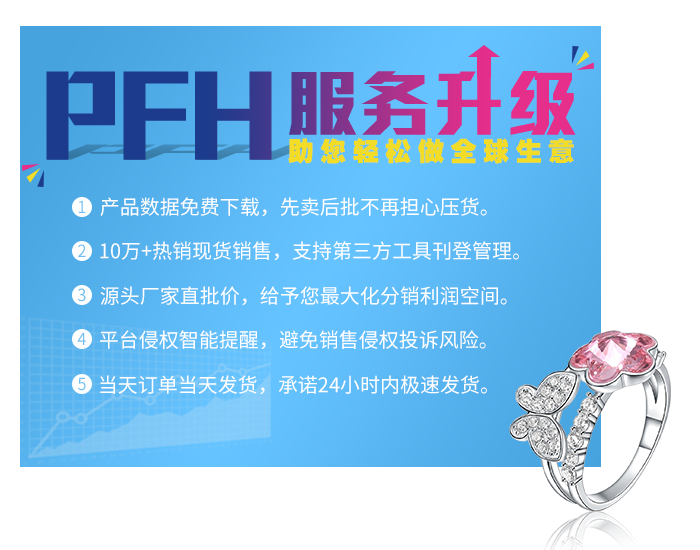 PFH服务升级
助您轻松做全球生意
1 产品数据免费下载，先卖后批不再担心压货。
2 10万+热销现货销售，支持第三方工具刊登管理。
3 源头厂家直批价，给予您最大化分销利润空间。
4 平台侵权智能提醒，避免销售侵权投诉风险。
5 当天订单当天发货，承诺24小时内极速发货。